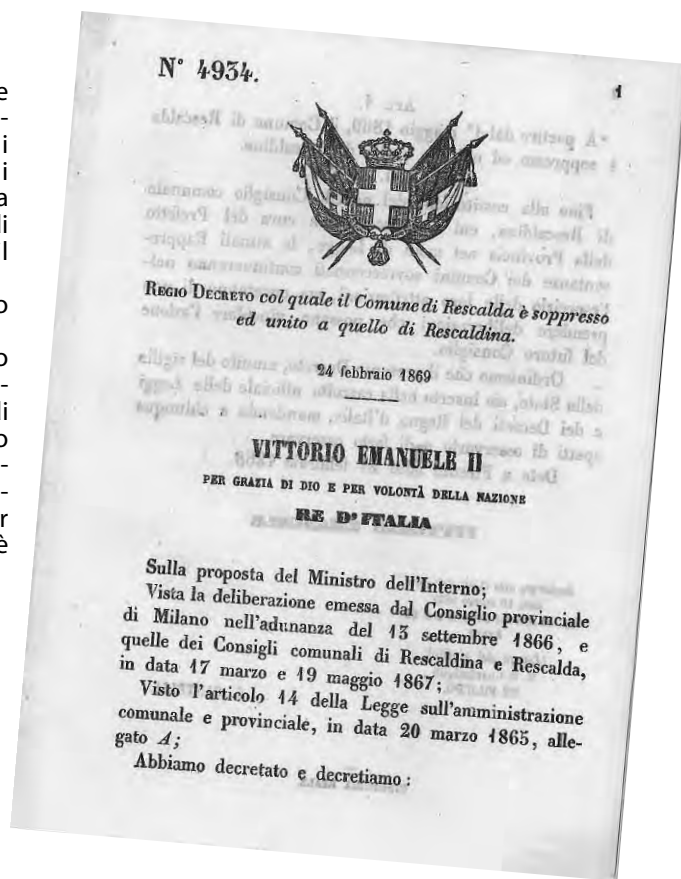 N° 4934.
1
REGIO DECRETO col quale il Comune di Rescalda è soppresso
ed unito a quello di Rescaldina.
24 febbraio 1869
VITTORIO EMANUELE II
PER GRAZIA DI DIO E PER VOLONTÀ DELLA NAZIONE
RE D'ITALIA
Sulla proposta del Ministro dell'Interno;
Vista la deliberazione emessa dal Consiglio provinciale
di Milano nell'adunanza del 13 settembre 1866, e
quelle dei Consigli comunali di Rescaldina e Rescalda,
in data 17 marzo e 19 maggio 1867;
Visto l'articolo 14 della Legge sull'amministrazione
comunale e provinciale, in data 20 marzo 1865, alle-
gato A;
Abbiamo decretato e decretiamo: